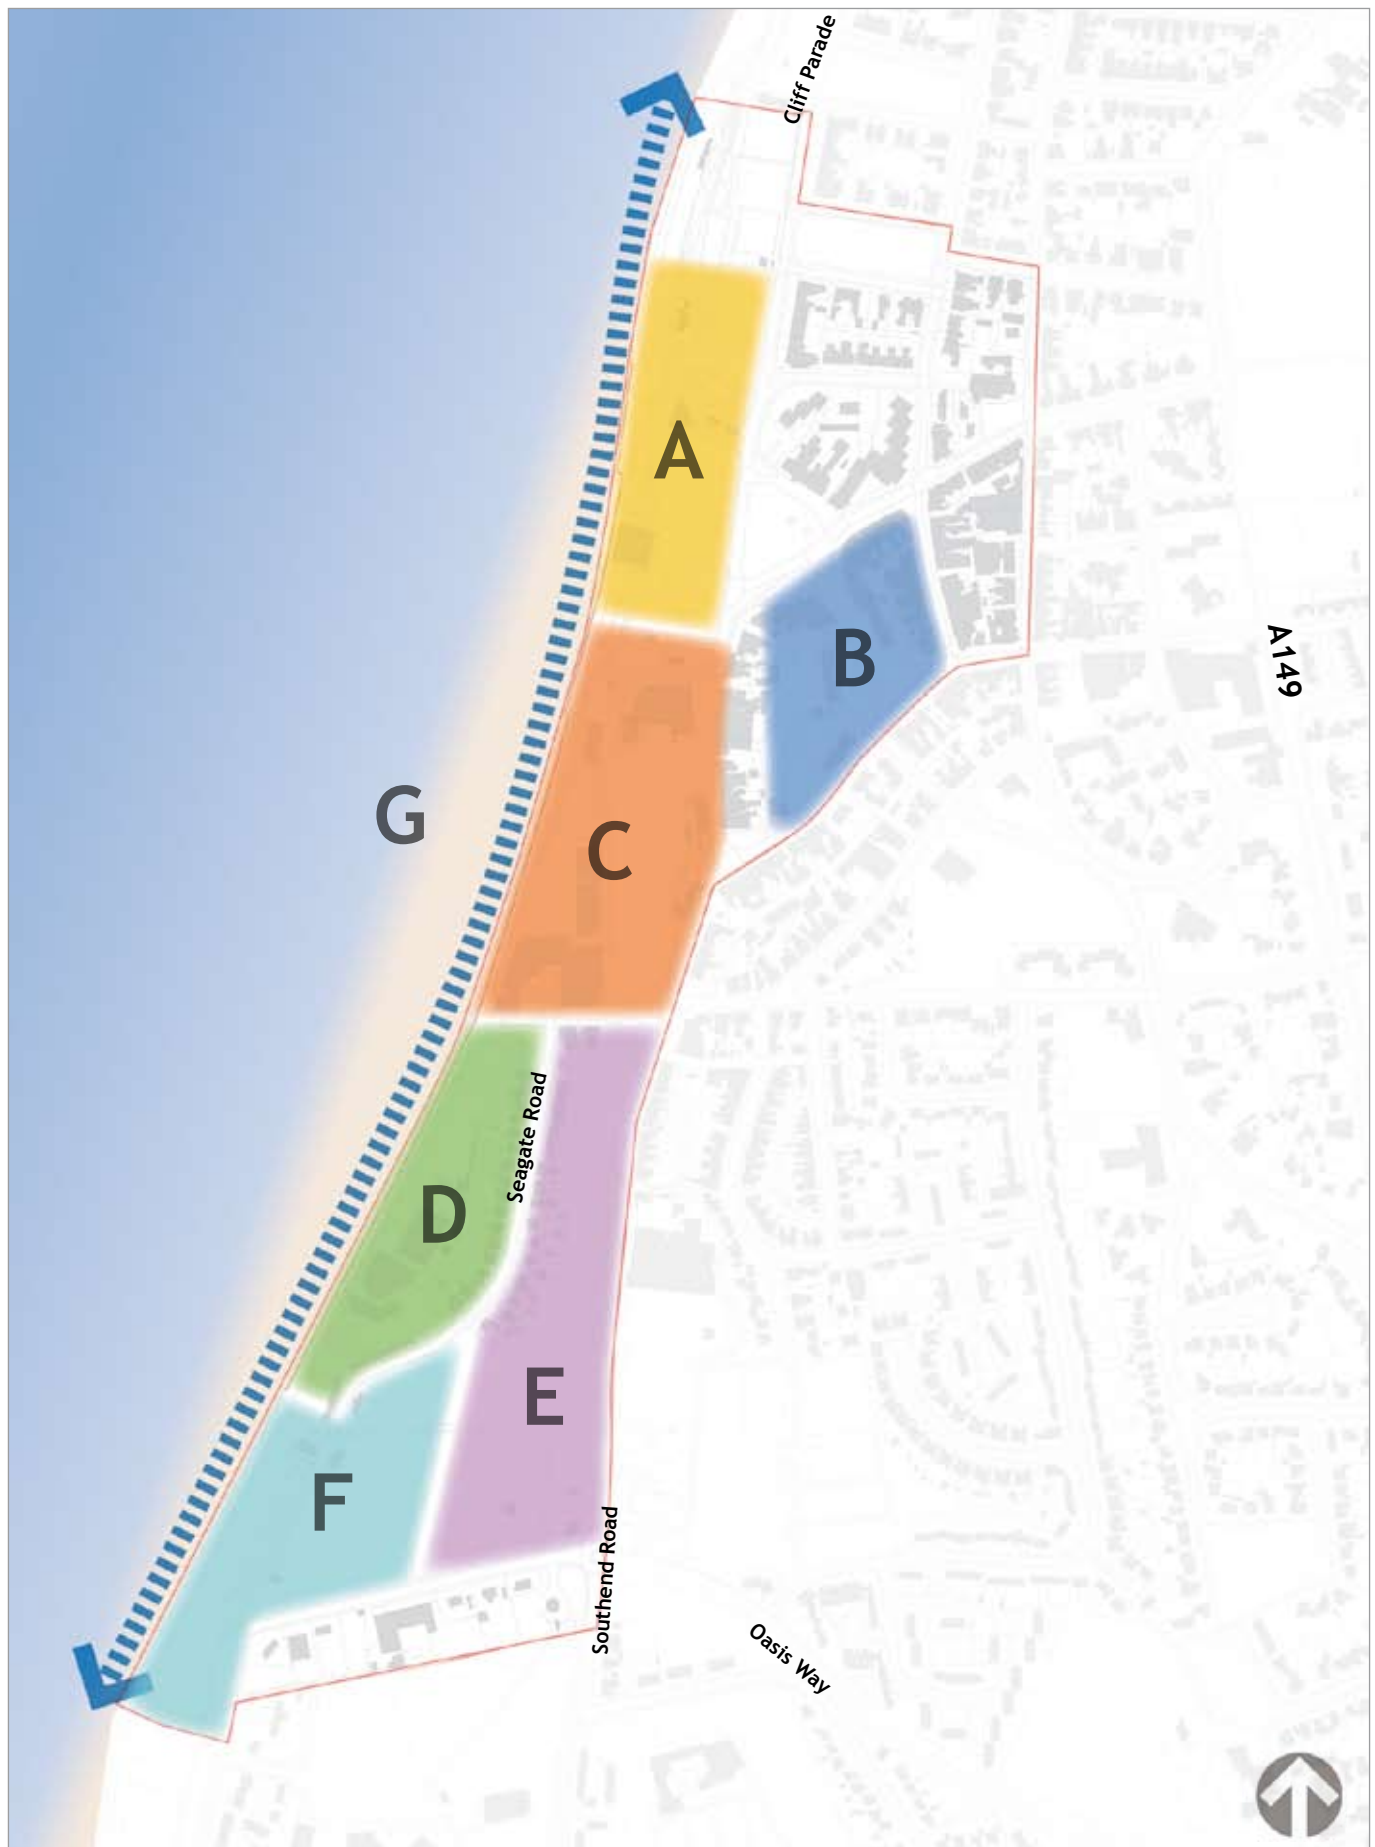 Cliff Parade
A
B
A149
G
C
Seagate Road
D
E
F
Southend Road
Oasis Way